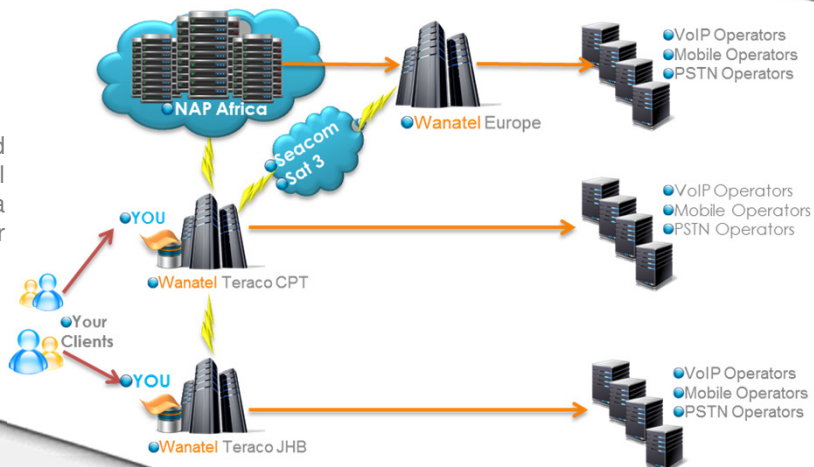 NAP Africa
Wanatel Europe
VoIP Operators
Mobile Operators
PSTN Operators
Seacom
Sat 3
d
l
a
r
YOU
Wanatel Teraco CPT
VoIP Operators
Mobile Operators
PSTN Operators
Your
Clients
YOU
Wanatel Teraco JHB
VoIP Operators
Mobile Operators
PSTN Operators